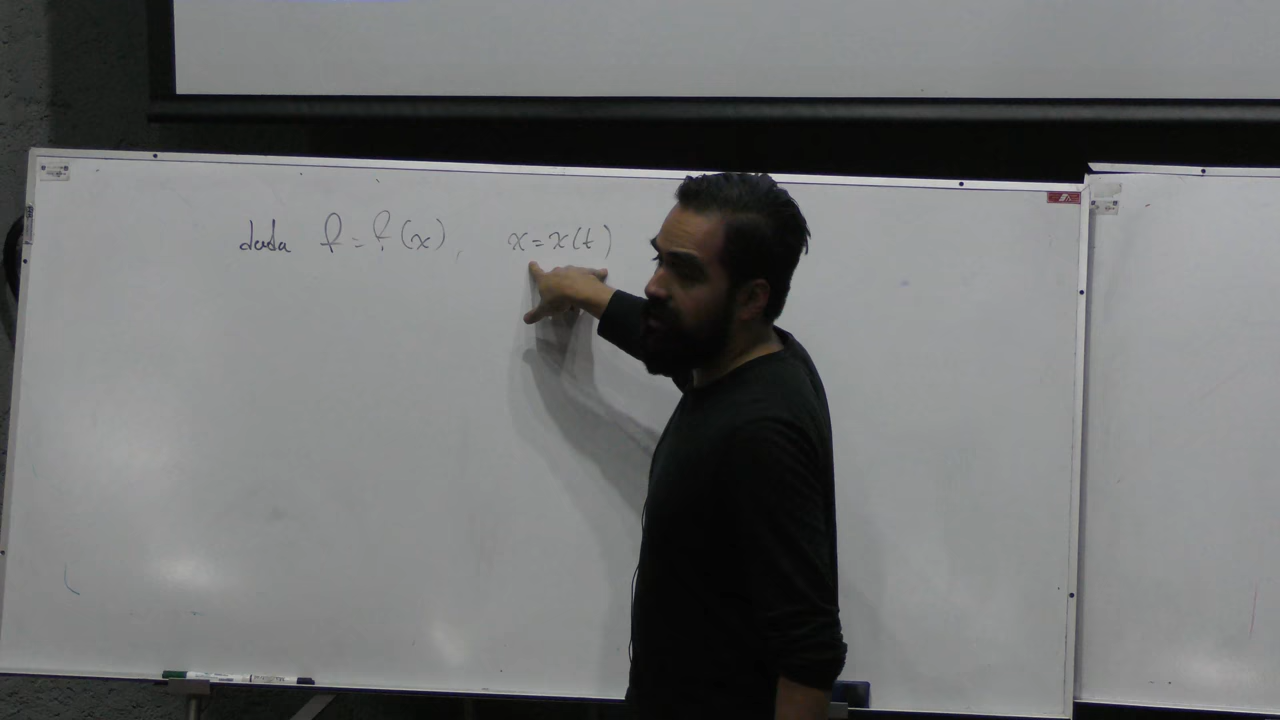 dada f = f(x), x = x(t)